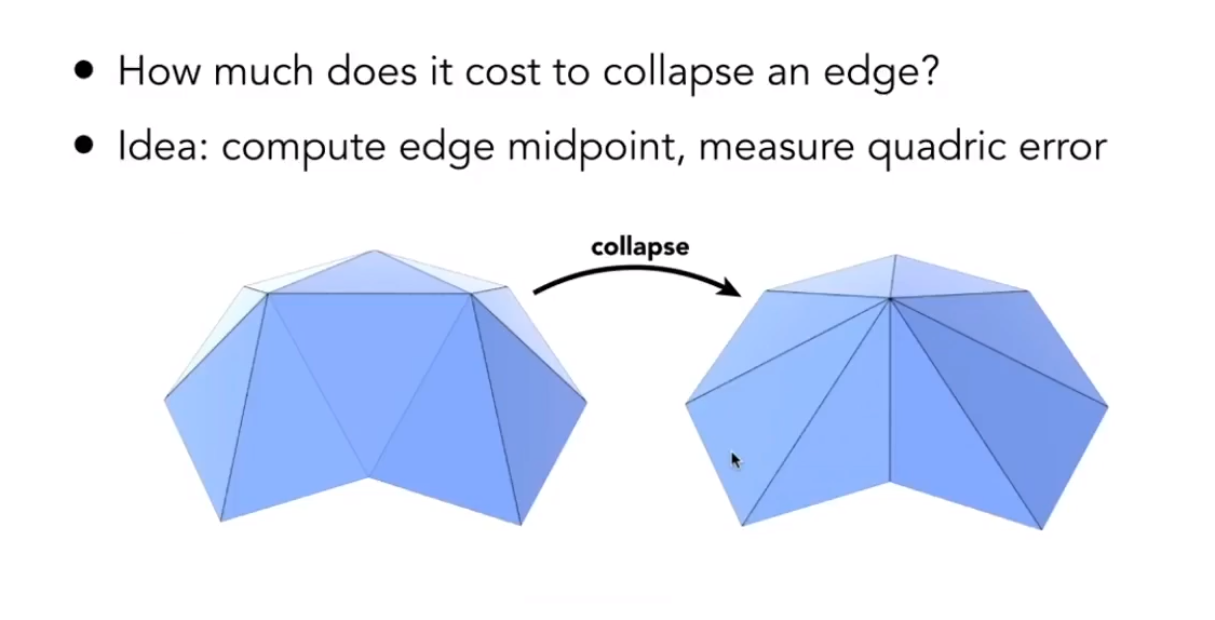 • How much does it cost to collapse an edge?
• Idea: compute edge midpoint, measure quadric error
collapse